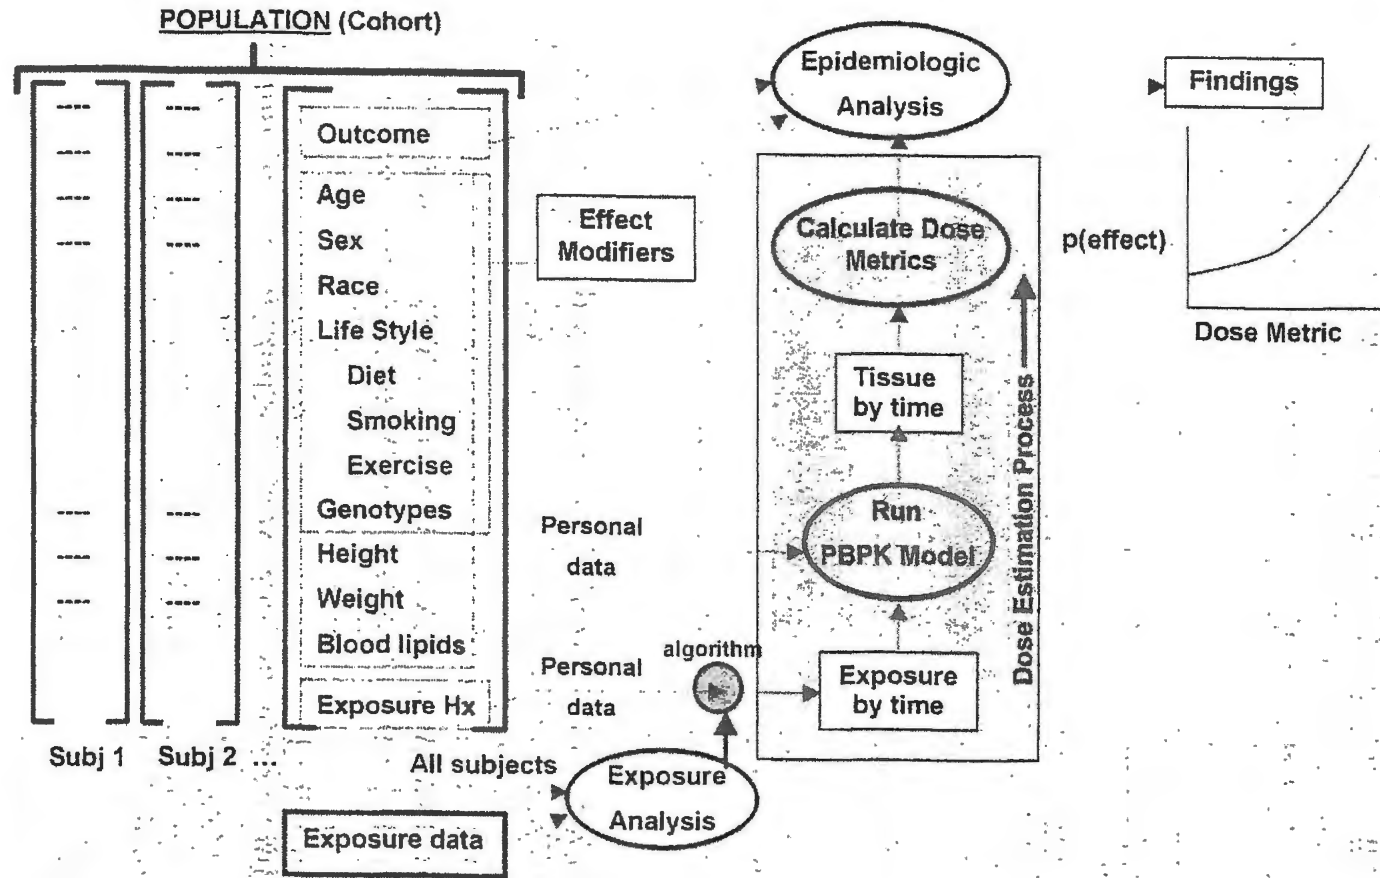 POPULATION (Cohort)
----
----
----
----
----
----
----
----
----
----
----
----
----
----
Outcome
Age
Sex
Race
Life Style
Diet
Smoking
Exercise
Genotypes
Height
Weight
Blood lipids
Exposure Hx
Subj 1
Subj 2
...
Effect
Modifiers
Personal
data
Personal
data
All subjects
Exposure data
Exposure
Analysis
algorithm
Exposure
by time
Run
PBPK Model
Tissue
by time
Calculate Dose
Metrics
Dose Estimation Process
Epidemiologic
Analysis
Findings
p(effect)
Dose Metric